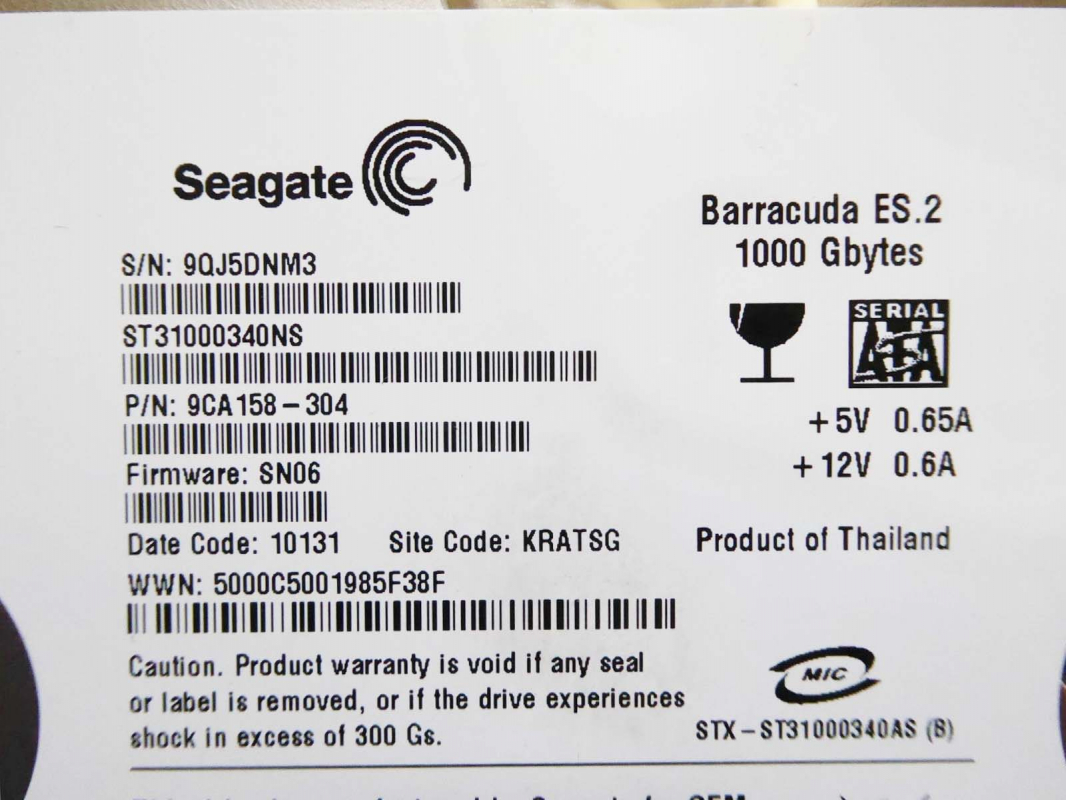 Seagate
Barracuda ES.2
1000 Gbytes
S/N: 9QJ5DNM3
ST31000340NS
SERIAL
ATA
P/N: 9CA158-304
+5V 0.65A
+12V 0.6A
Firmware: SN06
Date Code: 10131 Site Code: KRATSG
Product of Thailand
WWN: 5000C5001985F38F
Caution. Product warranty is void if any seal
or label is removed, or if the drive experiences
shock in excess of 300 Gs.
MIC
STX-ST31000340AS (B)